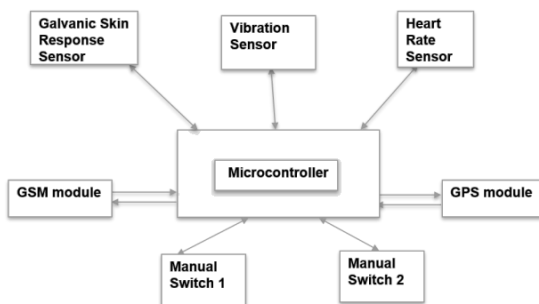 Galvanic Skin
Response
Sensor
Vibration
Sensor
Heart
Rate
Sensor
Microcontroller
GSM module
GPS module
Manual
Switch 1
Manual
Switch 2